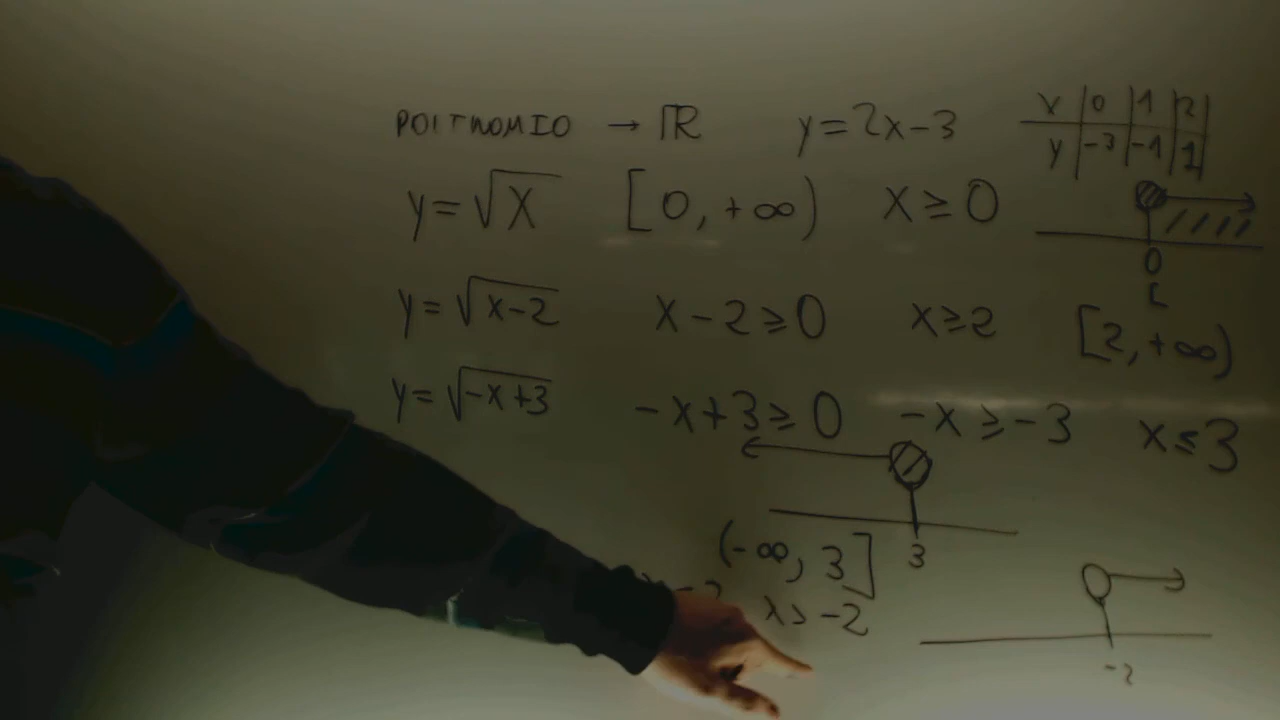 POLINOMIO → ℝ y=2x-3 x 0 1 2
y -3 -1 1
y=√x [0,+∞) x≥0
0
[
y=√x-2 x-2≥0 x≥2 [2,+∞)
y=√-x+3 -x+3≥0 -x≥-3 x≤3
3
(-∞, 3]
x>-2
-2